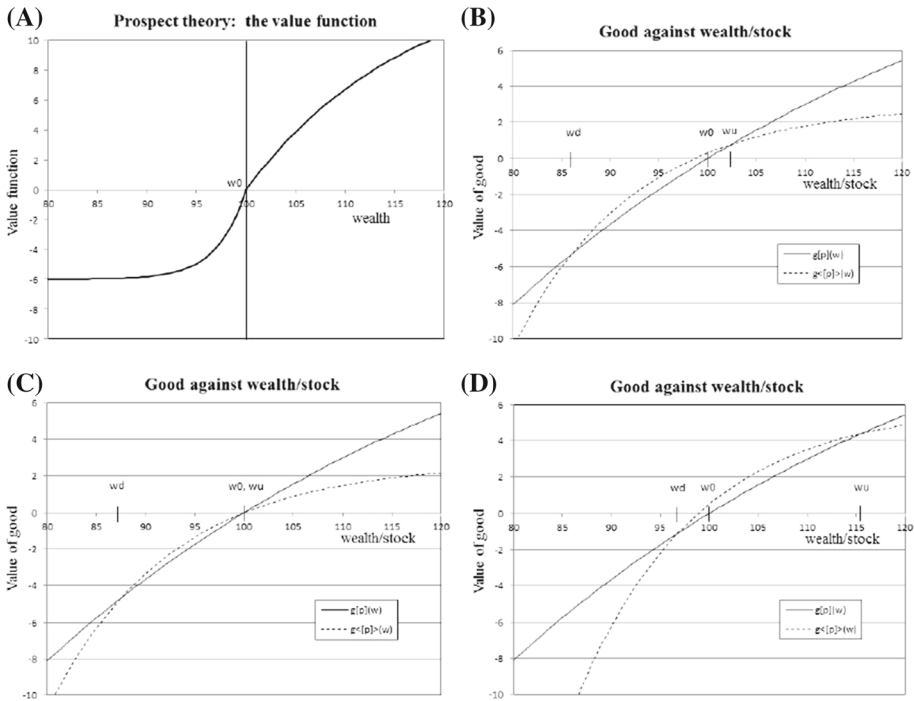 (A)
Prospect theory: the value function
10
8
6
4
2
0
-2
-4
-6
-8
-10
80 85 90 95 100 105 110 115 120
w0
wealth
Value function
(B)
Good against wealth/stock
6
4
2
0
-2
-4
-6
-8
-10
80 85 90 95 100 105 110 115 120
wd w0 wu
wealth/stock
Value of good
g[p](w)
g<[p]>(w)
(C)
Good against wealth/stock
6
4
2
0
-2
-4
-6
-8
-10
80 85 90 95 100 105 110 115 120
wd w0, wu
wealth/stock
Value of good
g[p](w)
g<[p]>(w)
(D)
Good against wealth/stock
6
4
2
0
-2
-4
-6
-8
-10
80 85 90 95 100 105 110 115 120
wd w0 wu
wealth/stock
Value of good
g[p](w)
g<[p]>(w)